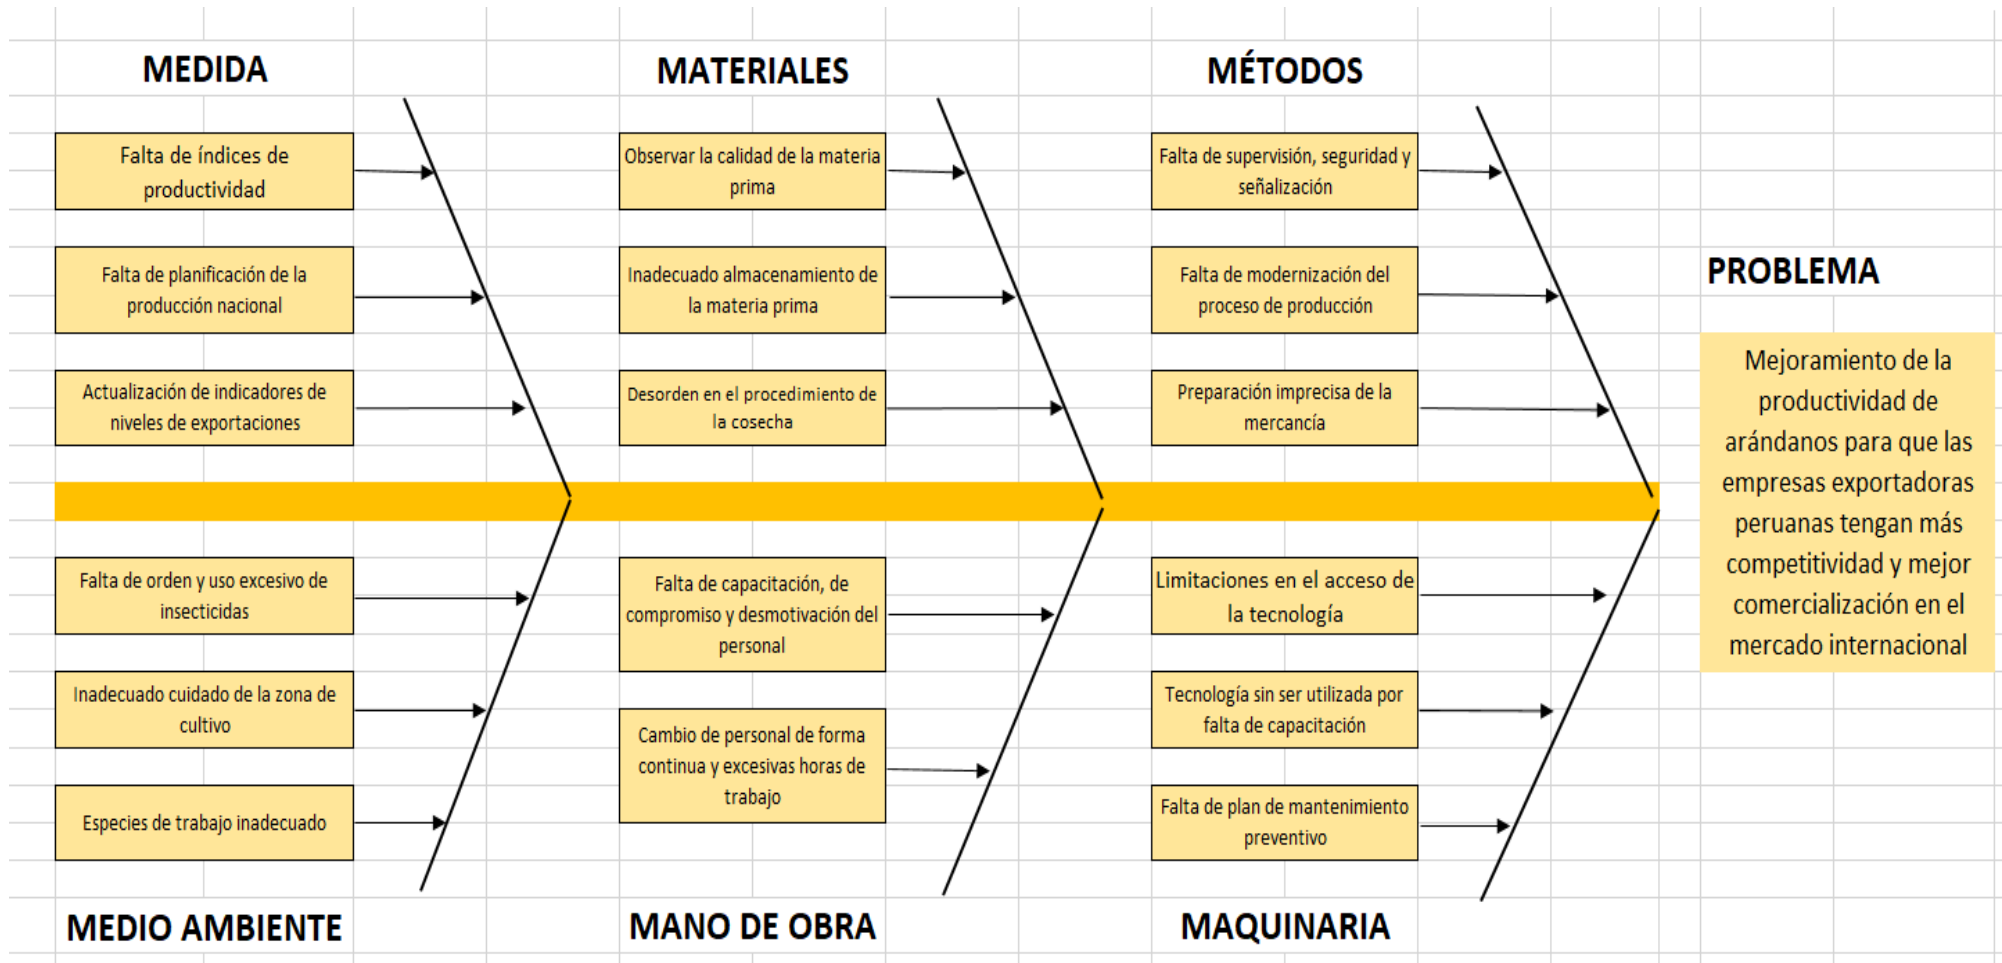 MEDIDA
Falta de índices de
productividad
Falta de planificación de la
producción nacional
Actualización de indicadores de
niveles de exportaciones
MATERIALES
Observar la calidad de la materia
prima
Inadecuado almacenamiento de
la materia prima
Desorden en el procedimiento de
la cosecha
MÉTODOS
Falta de supervisión, seguridad y
señalización
Falta de modernización del
proceso de producción
Preparación imprecisa de la
mercancía
Falta de orden y uso excesivo de
insecticidas
Inadecuado cuidado de la zona de
cultivo
Especies de trabajo inadecuado
MEDIO AMBIENTE
Falta de capacitación, de
compromiso y desmotivación del
personal
Cambio de personal de forma
continua y excesivas horas de
trabajo
MANO DE OBRA
Limitaciones en el acceso de
la tecnología
Tecnología sin ser utilizada por
falta de capacitación
Falta de plan de mantenimiento
preventivo
MAQUINARIA
PROBLEMA
Mejoramiento de la
productividad de
arándanos para que las
empresas exportadoras
peruanas tengan más
competitividad y mejor
comercialización en el
mercado internacional